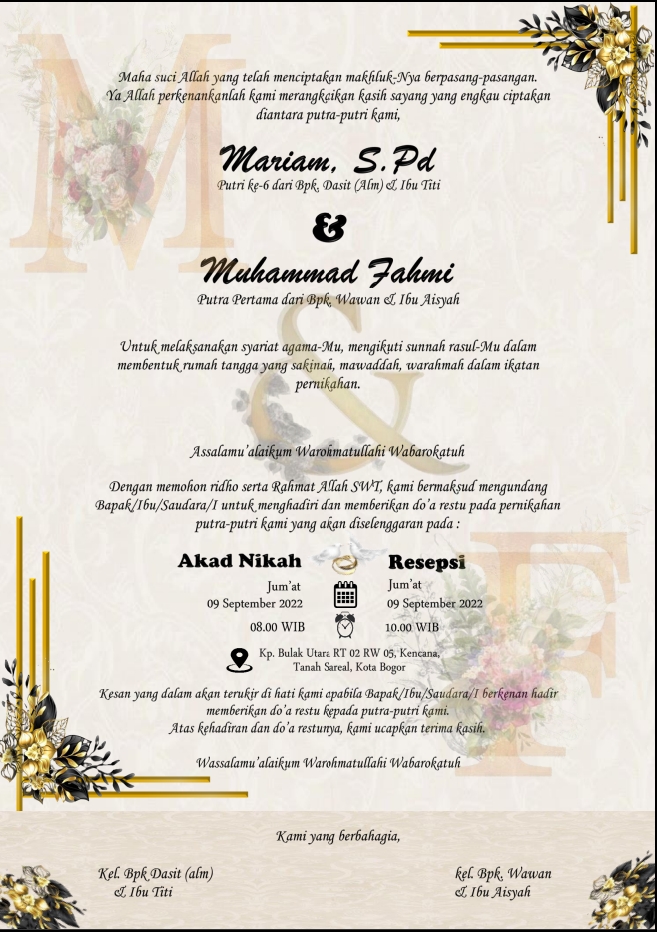 Maha suci Allah yang telah menciptakan makhluk-Nya berpasang-pasangan.
Ya Allah perkenankanlah kami merangkaikan kasih sayang yang engkau ciptakan
diantara putra-putri kami,
Mariam, S.Pd
Putri ke-6 dari Bpk. Dasit (Alm) & Ibu Titi
&
Muhammad Fahmi
Putra Pertama dari Bpk. Wawan & Ibu Aisyah
Untuk melaksanakan syariat agama-Mu, mengikuti sunnah rasul-Mu dalam
membentuk rumah tangga yang sakinah, mawaddah, warahmah dalam ikatan
pernikahan.
Assalamu'alaikum Warohmatullahi Wabarokatuh
Dengan memohon ridho serta Rahmat Allah SWT, kami bermaksud mengundang
Bapak/Ibu/Saudara/I untuk menghadiri dan memberikan do'a restu pada pernikahan
putra-putri kami yang akan diselenggaran pada :
Akad Nikah Resepsi
Jum'at Jum'at
09 September 2022 09 September 2022
08.00 WIB 10.00 WIB
Kp. Bulak Utara RT 02 RW 05, Kencana,
Tanah Sareal, Kota Bogor
Kesan yang dalam akan terukir di hati kami apabila Bapak/Ibu/Saudara/I berkenan hadir
memberikan do'a restu kepada putra-putri kami.
Atas kehadiran dan do'a restunya, kami ucapkan terima kasih.
Wassalamu'alaikum Warohmatullahi Wabarokatuh
Kami yang berbahagia,
Kel. Bpk Dasit (alm) kel. Bpk. Wawan
& Ibu Titi & Ibu Aisyah
M
&
F